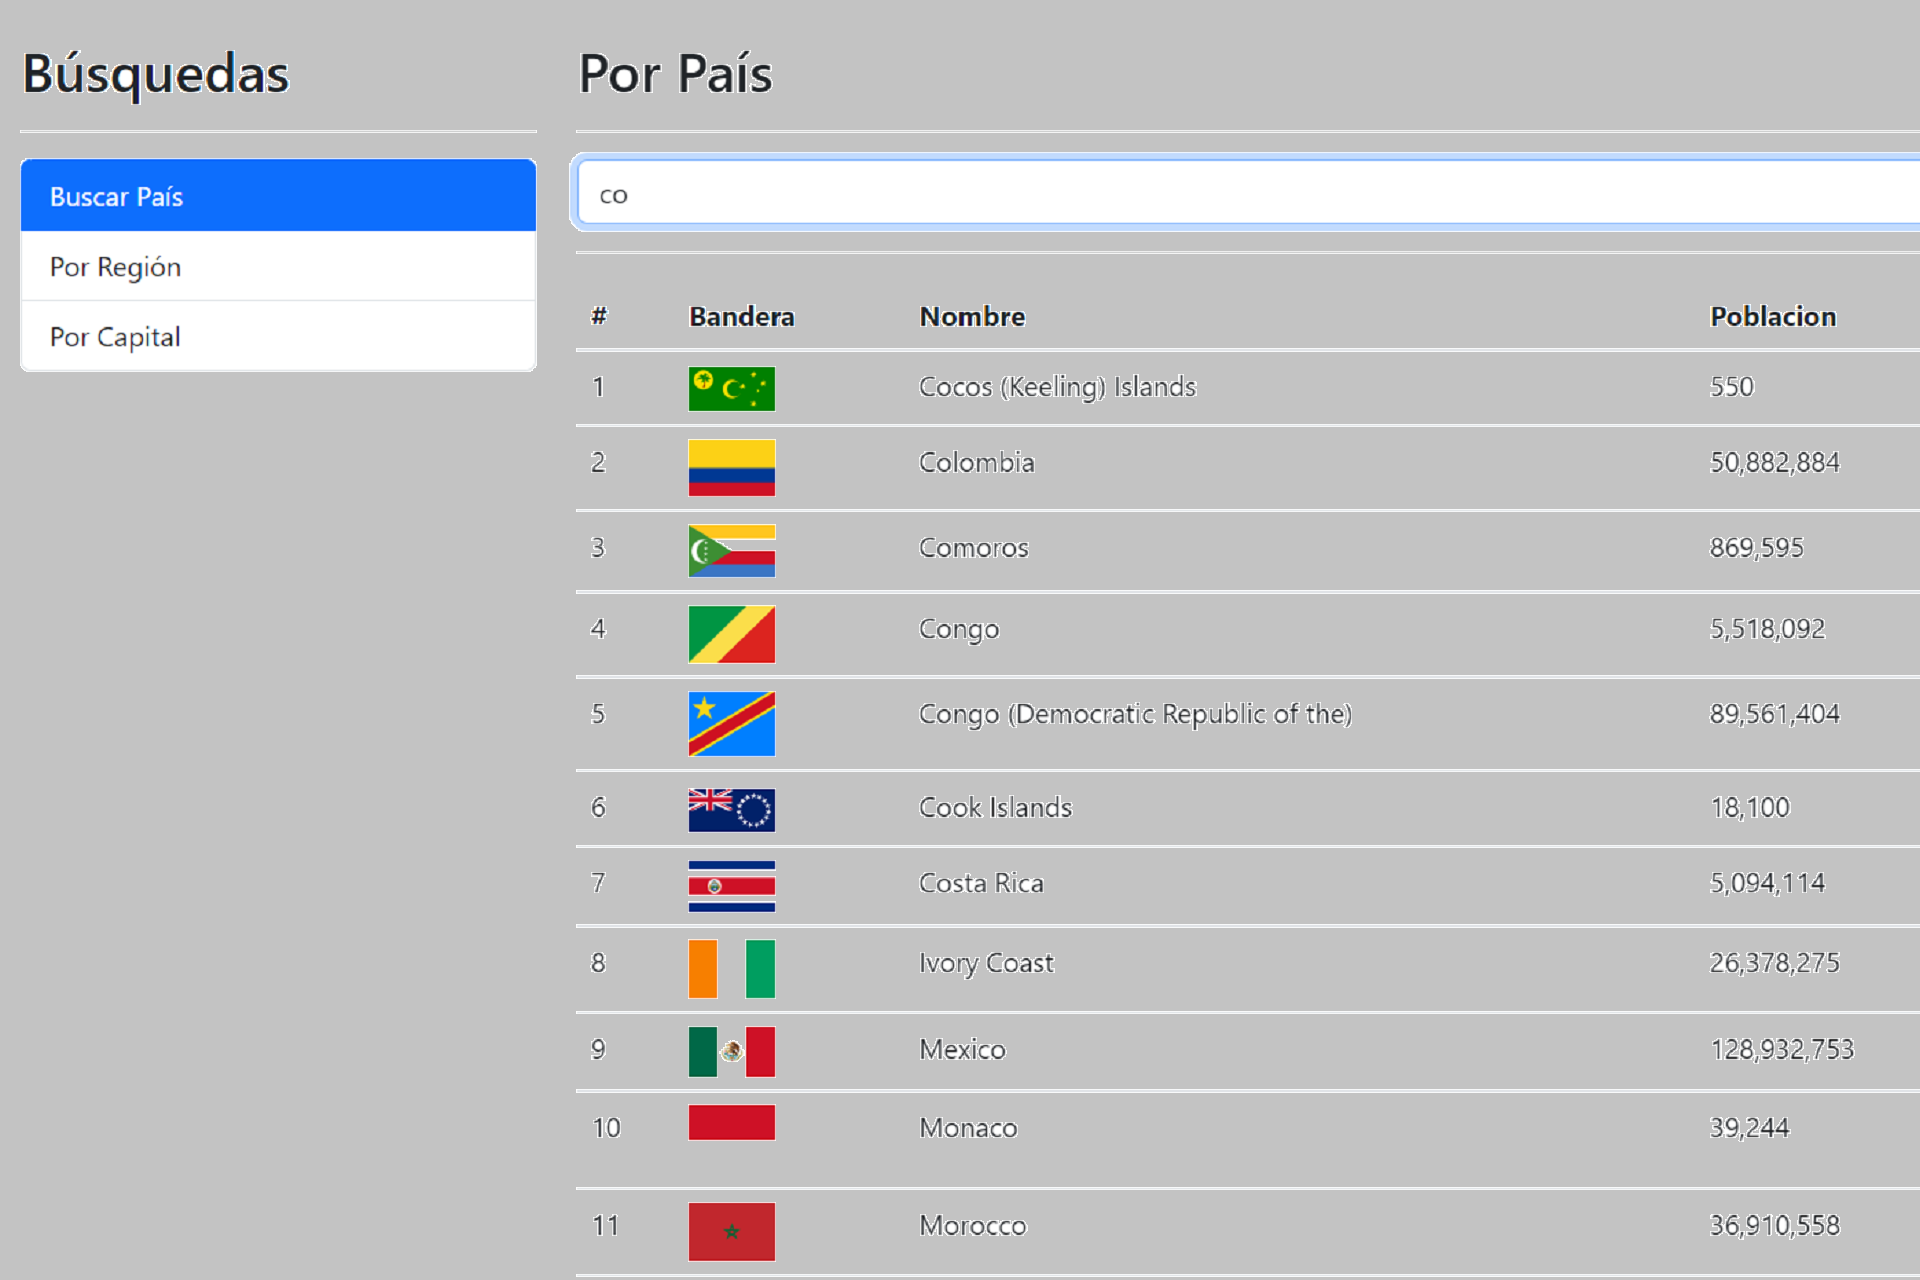 Búsquedas
Buscar País
Por Región
Por Capital
Por País
co
# Bandera Nombre Poblacion
1 Cocos (Keeling) Islands 550
2 Colombia 50,882,884
3 Comoros 869,595
4 Congo 5,518,092
5 Congo (Democratic Republic of the) 89,561,404
6 Cook Islands 18,100
7 Costa Rica 5,094,114
8 Ivory Coast 26,378,275
9 Mexico 128,932,753
10 Monaco 39,244
11 Morocco 36,910,558